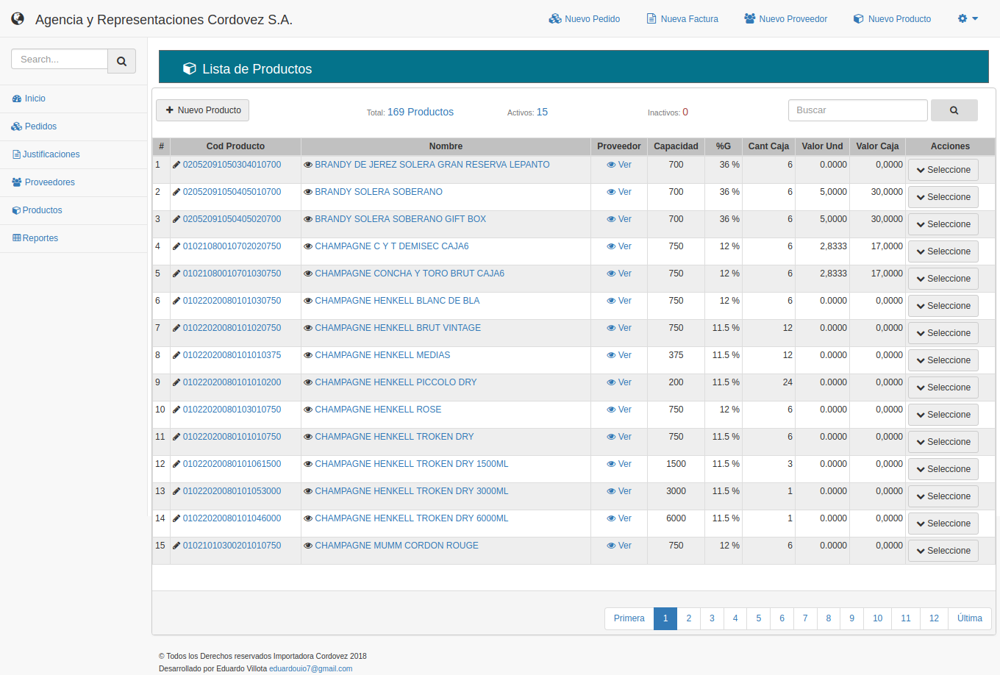 Agencia y Representaciones Cordovez S.A. Nuevo Pedido Nueva Factura Nuevo Proveedor Nuevo Producto
Search...
Inicio
Pedidos
Justificaciones
Proveedores
Productos
Reportes
Lista de Productos
Nuevo Producto Total: 169 Productos Activos: 15 Inactivos: 0 Buscar
# Cod Producto Nombre Proveedor Capacidad %G Cant Caja Valor Und Valor Caja Acciones
1 02052091050304010700 BRANDY DE JEREZ SOLERA GRAN RESERVA LEPANTO Ver 700 36 % 6 0.0000 0,0000 Seleccione
2 02052091050405010700 BRANDY SOLERA SOBERANO Ver 700 36 % 6 5,0000 30,0000 Seleccione
3 02052091050405020700 BRANDY SOLERA SOBERANO GIFT BOX Ver 700 36 % 6 5,0000 30,0000 Seleccione
4 01021080010702020750 CHAMPAGNE C Y T DEMISEC CAJA6 Ver 750 12 % 6 2,8333 17,0000 Seleccione
5 01021080010701030750 CHAMPAGNE CONCHA Y TORO BRUT CAJA6 Ver 750 12 % 6 2,8333 17,0000 Seleccione
6 01022020080101030750 CHAMPAGNE HENKELL BLANC DE BLA Ver 750 12 % 6 0.0000 0,0000 Seleccione
7 01022020080101020750 CHAMPAGNE HENKELL BRUT VINTAGE Ver 750 11.5 % 12 0.0000 0,0000 Seleccione
8 01022020080101010375 CHAMPAGNE HENKELL MEDIAS Ver 375 11.5 % 12 0.0000 0,0000 Seleccione
9 01022020080101010200 CHAMPAGNE HENKELL PICCOLO DRY Ver 200 11.5 % 24 0.0000 0,0000 Seleccione
10 01022020080103010750 CHAMPAGNE HENKELL ROSE Ver 750 12 % 6 0.0000 0,0000 Seleccione
11 01022020080101010750 CHAMPAGNE HENKELL TROKEN DRY Ver 750 11.5 % 6 0.0000 0,0000 Seleccione
12 01022020080101061500 CHAMPAGNE HENKELL TROKEN DRY 1500ML Ver 1500 11.5 % 3 0.0000 0,0000 Seleccione
13 01022020080101053000 CHAMPAGNE HENKELL TROKEN DRY 3000ML Ver 3000 11.5 % 1 0.0000 0,0000 Seleccione
14 01022020080101046000 CHAMPAGNE HENKELL TROKEN DRY 6000ML Ver 6000 11.5 % 1 0.0000 0,0000 Seleccione
15 01021010300201010750 CHAMPAGNE MUMM CORDON ROUGE Ver 750 12 % 6 0.0000 0,0000 Seleccione
Primera 1 2 3 4 5 6 7 8 9 10 11 12 Última
© Todos los Derechos reservados Importadora Cordovez 2018
Desarrollado por Eduardo Villota eduardouio7@gmail.com